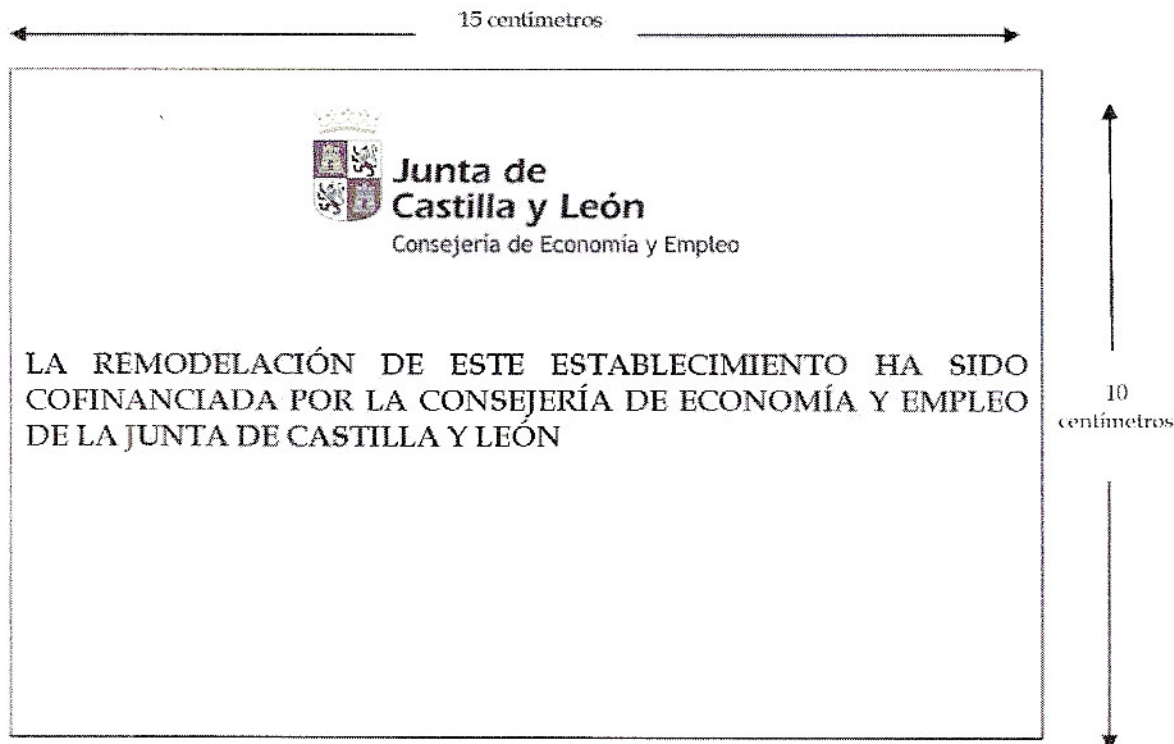 15 centímetros
Junta de
Castilla y León
Consejería de Economía y Empleo
LA REMODELACIÓN DE ESTE ESTABLECIMIENTO HA SIDO
COFINANCIADA POR LA CONSEJERÍA DE ECONOMÍA Y EMPLEO
DE LA JUNTA DE CASTILLA Y LEÓN
10
centímetros